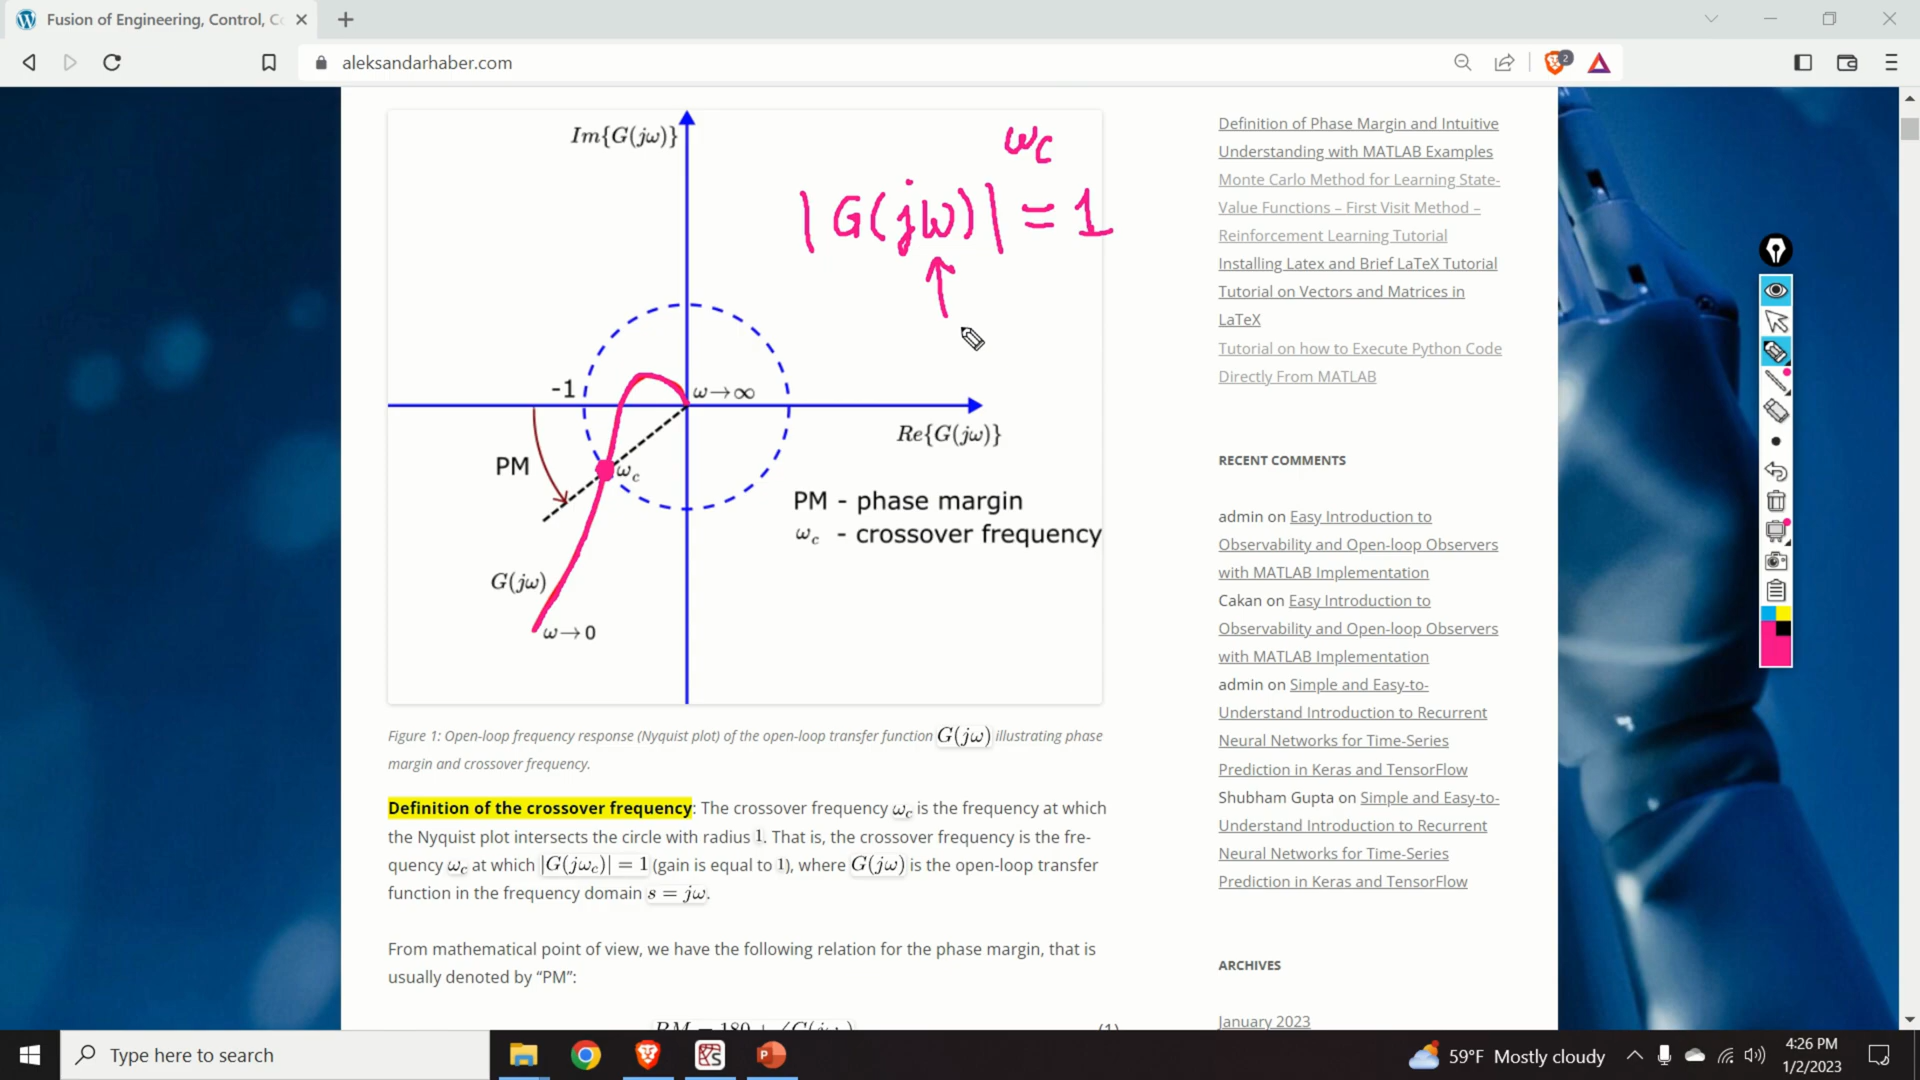 Fusion of Engineering, Control, Co
aleksandarhaber.com
2
Im{G(jω)}
ω_c
|G(jω)| = 1
-1
ω→∞
Re{G(jω)}
PM
ω_c
PM - phase margin
ω_c - crossover frequency
G(jω)
ω→0
Figure 1: Open-loop frequency response (Nyquist plot) of the open-loop transfer function G(jω) illustrating phase
margin and crossover frequency.
Definition of the crossover frequency: The crossover frequency ω_c is the frequency at which
the Nyquist plot intersects the circle with radius 1. That is, the crossover frequency is the fre-
quency ω_c at which |G(jω_c)| = 1 (gain is equal to 1), where G(jω) is the open-loop transfer
function in the frequency domain s = jω.
From mathematical point of view, we have the following relation for the phase margin, that is
usually denoted by “PM”:
Definition of Phase Margin and Intuitive
Understanding with MATLAB Examples
Monte Carlo Method for Learning State-
Value Functions – First Visit Method –
Reinforcement Learning Tutorial
Installing Latex and Brief LaTeX Tutorial
Tutorial on Vectors and Matrices in
LaTeX
Tutorial on how to Execute Python Code
Directly From MATLAB
RECENT COMMENTS
admin on Easy Introduction to
Observability and Open-loop Observers
with MATLAB Implementation
Cakan on Easy Introduction to
Observability and Open-loop Observers
with MATLAB Implementation
admin on Simple and Easy-to-
Understand Introduction to Recurrent
Neural Networks for Time-Series
Prediction in Keras and TensorFlow
Shubham Gupta on Simple and Easy-to-
Understand Introduction to Recurrent
Neural Networks for Time-Series
Prediction in Keras and TensorFlow
ARCHIVES
January 2023
Type here to search
59°F Mostly cloudy
4:26 PM
1/2/2023